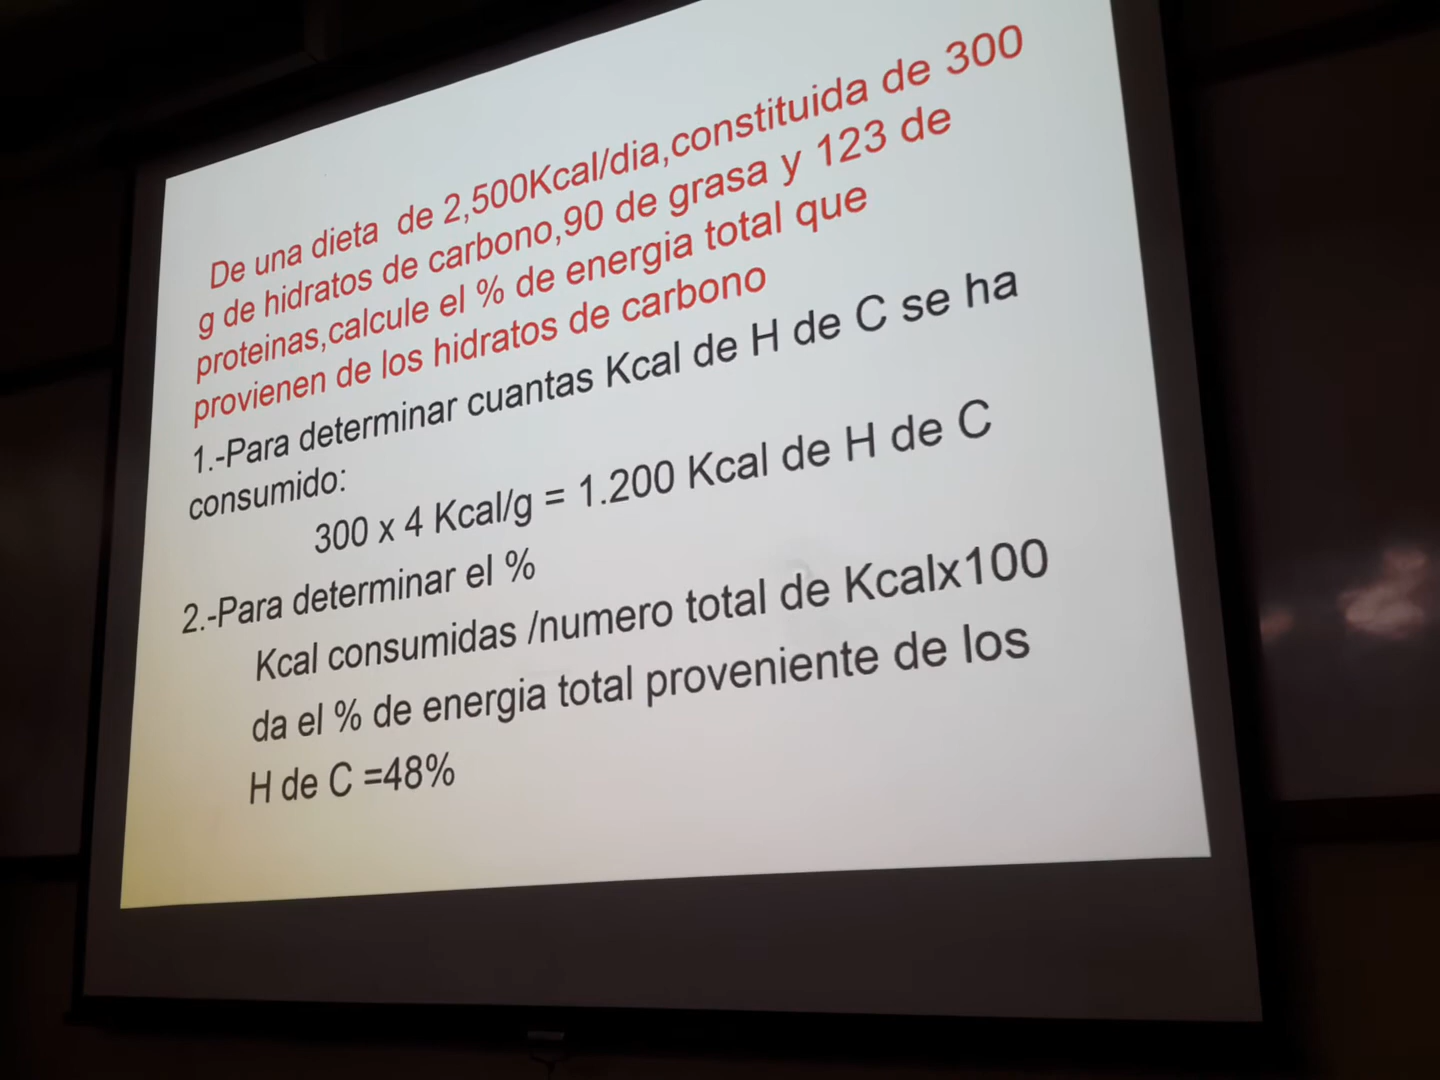 De una dieta de 2,500Kcal/dia,constituida de 300
g de hidratos de carbono,90 de grasa y 123 de
proteinas,calcule el % de energia total que
provienen de los hidratos de carbono
1.-Para determinar cuantas Kcal de H de C se ha
consumido:
300 x 4 Kcal/g = 1.200 Kcal de H de C
2.-Para determinar el %
Kcal consumidas /numero total de Kcalx100
da el % de energia total proveniente de los
H de C =48%